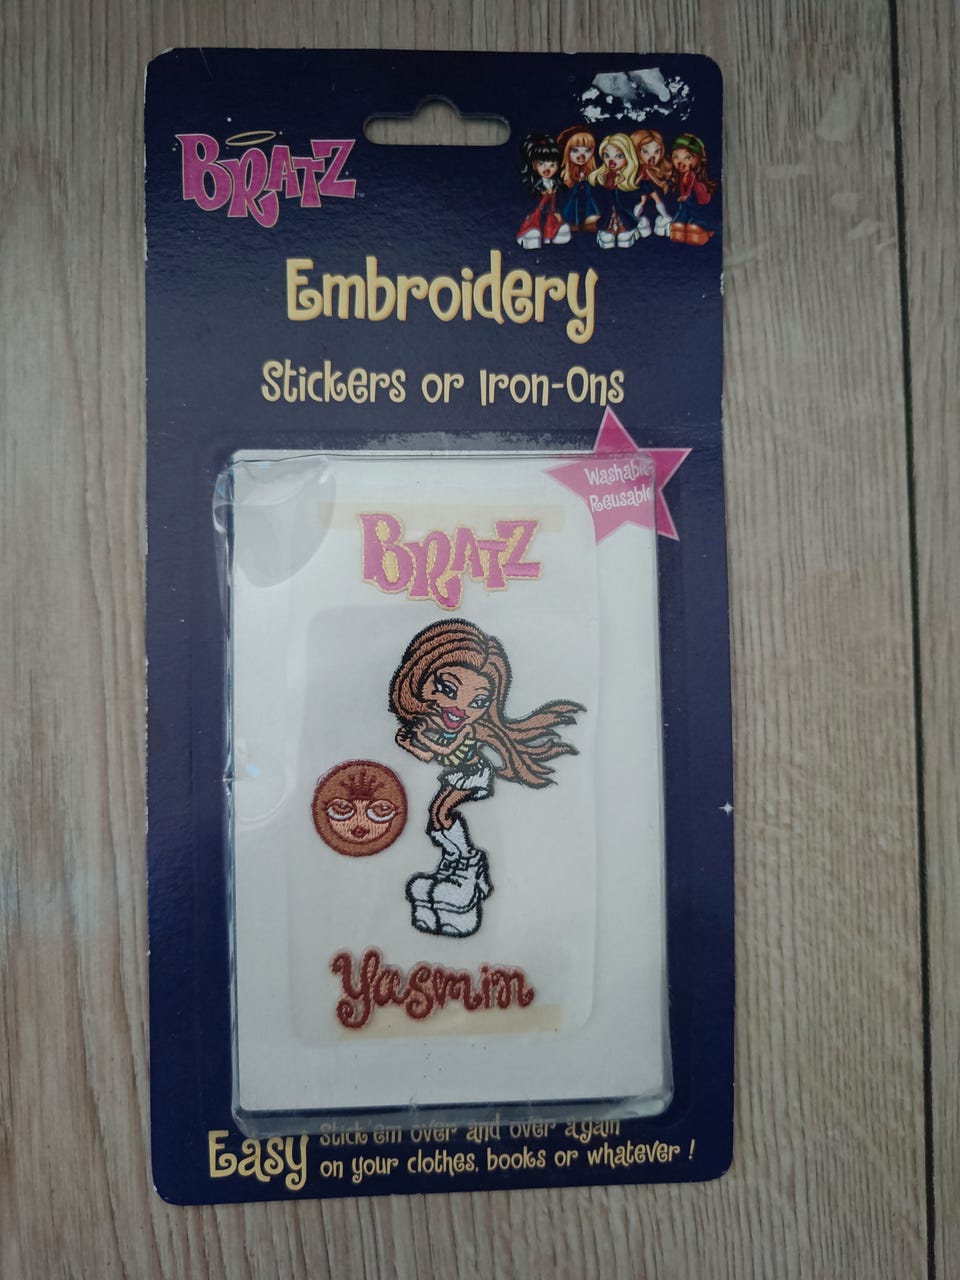 BRATZ
Embroidery
Stickers or Iron-Ons
Washable
Reusable
BRATZ
Yasmin
Easy stick'em over and over again
on your clothes, books or whatever !